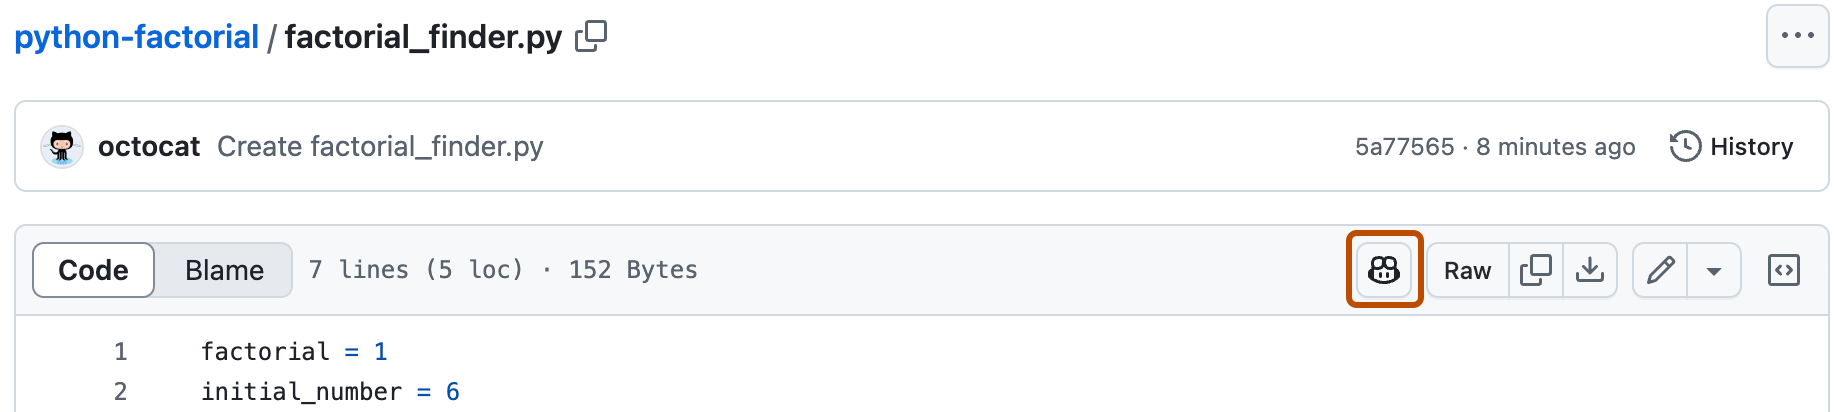 python-factorial / factorial_finder.py
octocat Create factorial_finder.py 5a77565 · 8 minutes ago History
Code Blame 7 lines (5 loc) · 152 Bytes Raw
1 factorial = 1
2 initial_number = 6